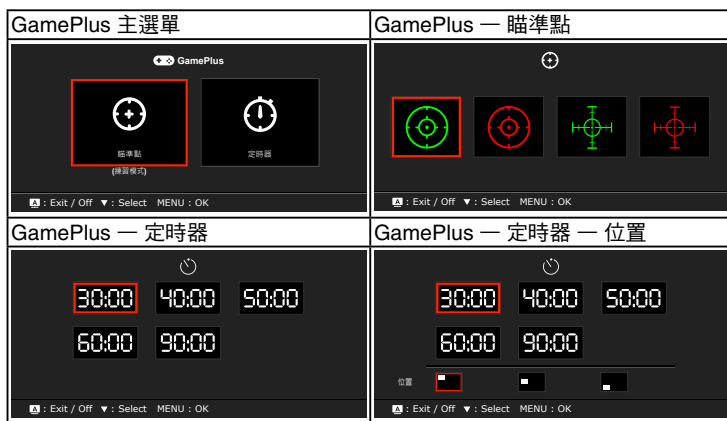 GamePlus 主選單
GamePlus — 瞄準點
GamePlus
瞄準點
(練習模式)
定時器
A : Exit / Off ▼ : Select MENU : OK
A : Exit / Off ▼ : Select MENU : OK
GamePlus — 定時器
GamePlus — 定時器 — 位置
30:00 40:00 50:00
60:00 90:00
A : Exit / Off ▼ : Select MENU : OK
30:00 40:00 50:00
60:00 90:00
位置
A : Exit / Off ▼ : Select MENU : OK